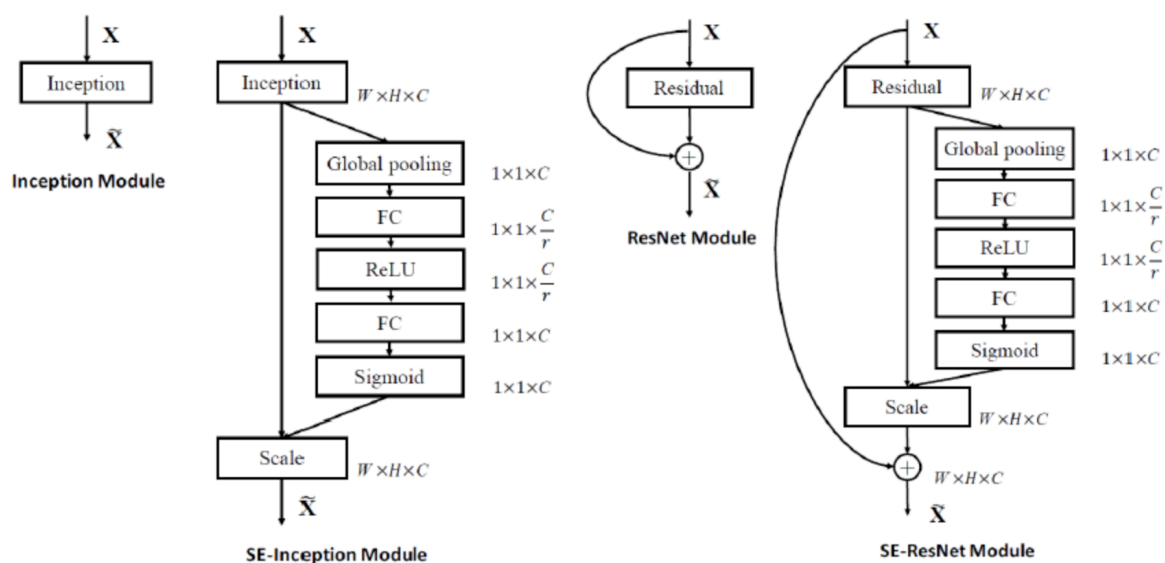 X
Inception
X̃
Inception Module
X
Inception
W×H×C
Global pooling
1×1×C
FC
1×1×C/r
ReLU
1×1×C/r
FC
1×1×C
Sigmoid
1×1×C
Scale
W×H×C
X̃
SE-Inception Module
X
Residual
+
X̃
ResNet Module
X
Residual
W×H×C
Global pooling
1×1×C
FC
1×1×C/r
ReLU
1×1×C/r
FC
1×1×C
Sigmoid
1×1×C
Scale
W×H×C
+
W×H×C
X̃
SE-ResNet Module